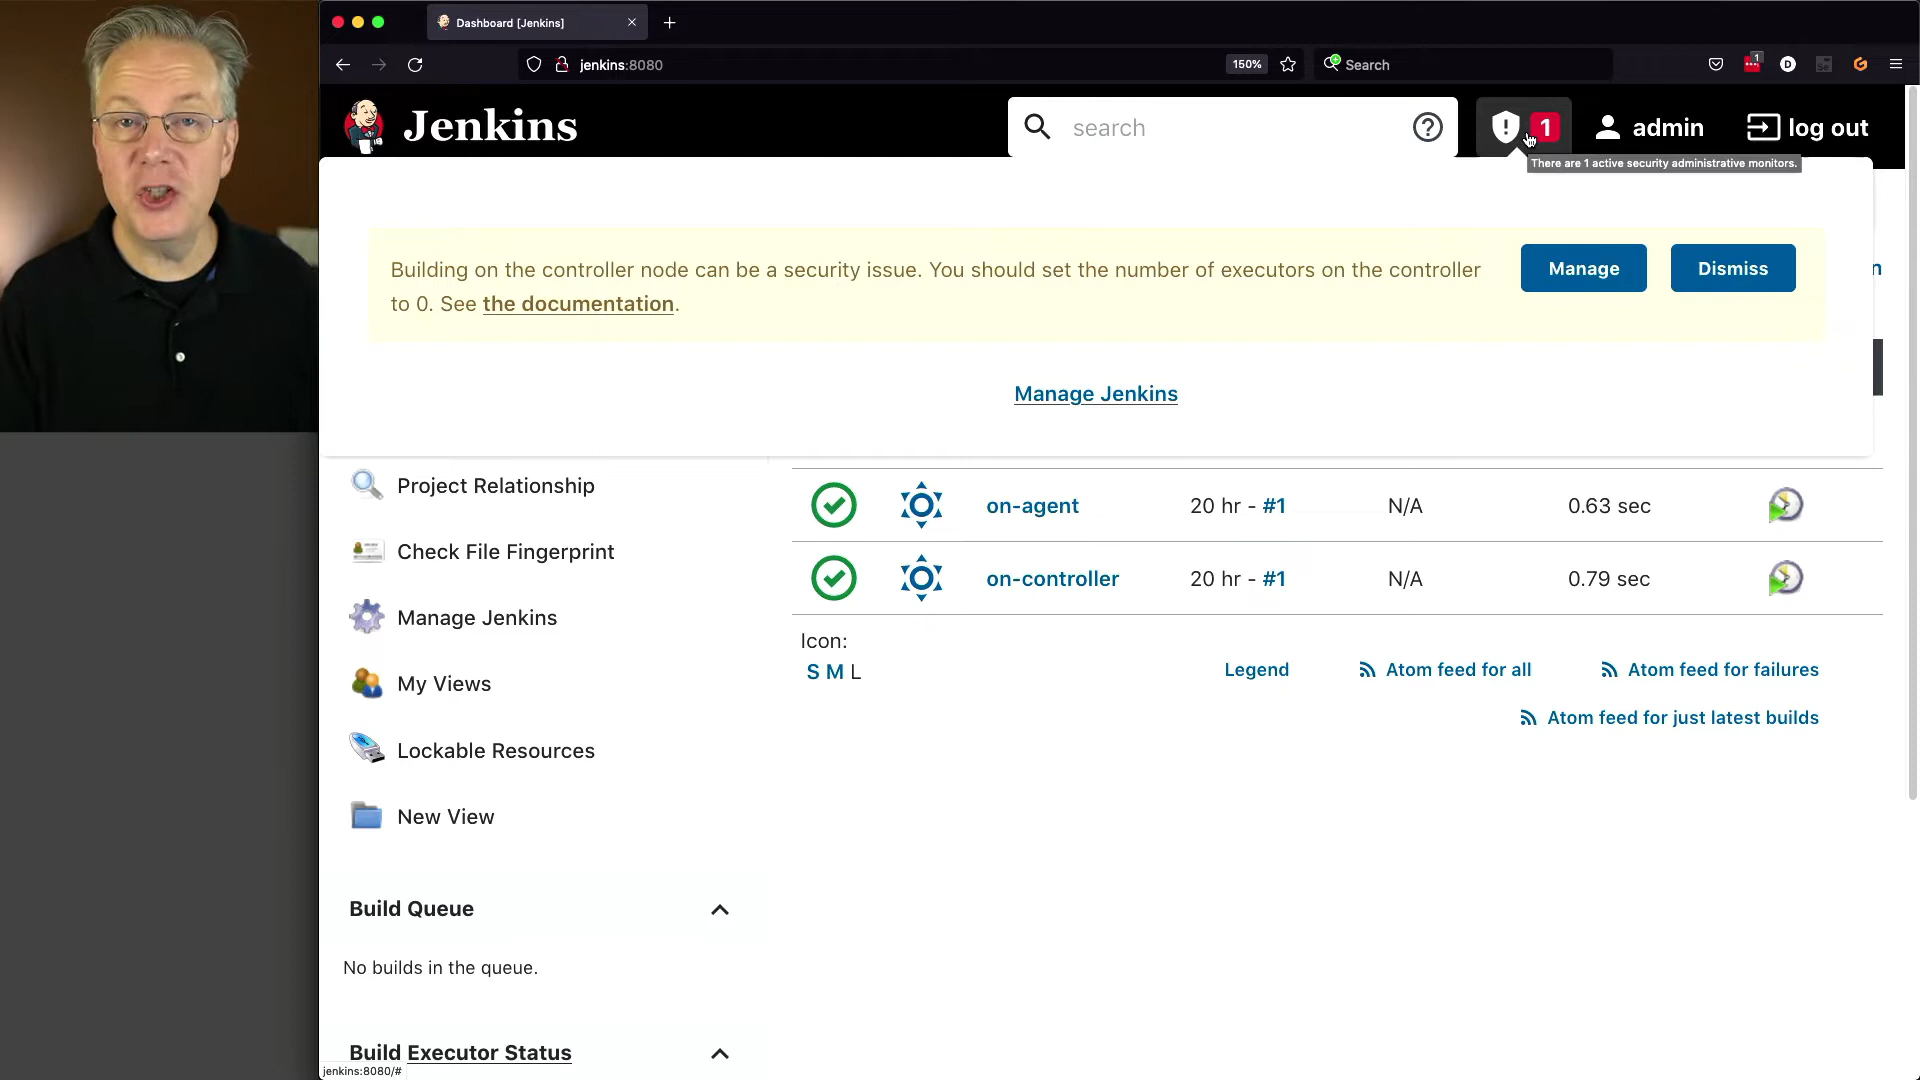 Dashboard [Jenkins]
jenkins:8080
150%
Search
1
D
Jenkins
search
1
admin
log out
There are 1 active security administrative monitors.
Building on the controller node can be a security issue. You should set the number of executors on the controller
to 0. See the documentation.
Manage
Dismiss
n
Manage Jenkins
Project Relationship
Check File Fingerprint
Manage Jenkins
My Views
Lockable Resources
New View
on-agent 20 hr - #1 N/A 0.63 sec
on-controller 20 hr - #1 N/A 0.79 sec
Icon:
S M L
Legend
Atom feed for all
Atom feed for failures
Atom feed for just latest builds
Build Queue
No builds in the queue.
Build Executor Status
jenkins:8080/#